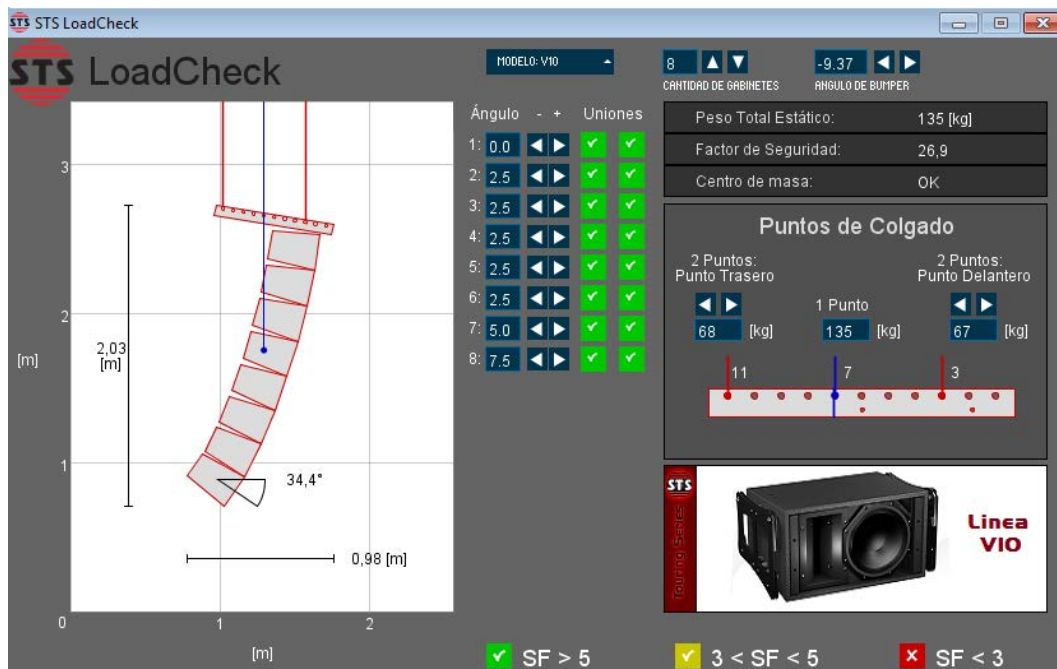 STS LoadCheck
STS LoadCheck
MODELO: V10
8
CANTIDAD DE GABINETES
-9.37
ANGULO DE BUMPER
Ángulo - + Uniones
1: 0.0
2: 2.5
3: 2.5
4: 2.5
5: 2.5
6: 2.5
7: 5.0
8: 7.5
Peso Total Estático: 135 [kg]
Factor de Seguridad: 26,9
Centro de masa: OK
Puntos de Colgado
2 Puntos:
Punto Trasero
68 [kg]
1 Punto
135 [kg]
2 Puntos:
Punto Delantero
67 [kg]
11 7 3
3
2
[m]
1
0
1
2
[m]
2,03
[m]
34,4°
0,98 [m]
STS
Touring Series
Linea
V10
SF > 5
3 < SF < 5
SF < 3